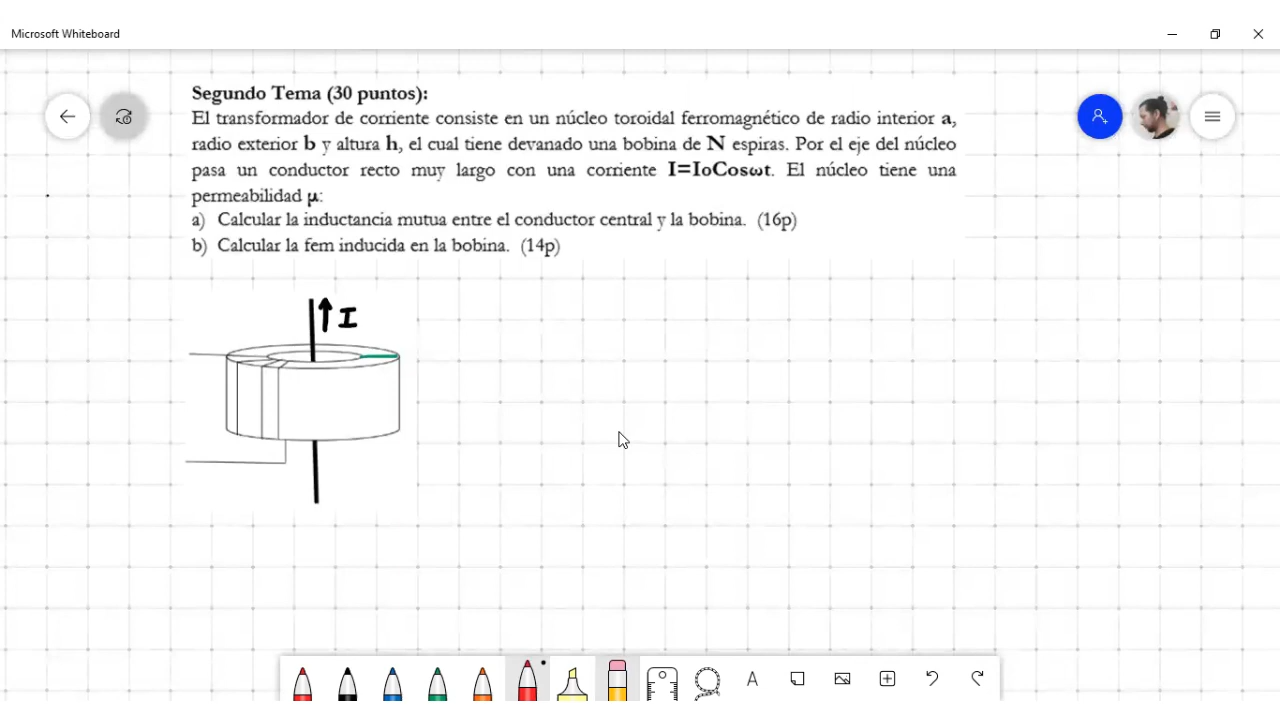 Microsoft Whiteboard
Segundo Tema (30 puntos):
El transformador de corriente consiste en un núcleo toroidal ferromagnético de radio interior a,
radio exterior b y altura h, el cual tiene devanado una bobina de N espiras. Por el eje del núcleo
pasa un conductor recto muy largo con una corriente I=IoCosωt. El núcleo tiene una
permeabilidad μ:
a) Calcular la inductancia mutua entre el conductor central y la bobina. (16p)
b) Calcular la fem inducida en la bobina. (14p)
I
A